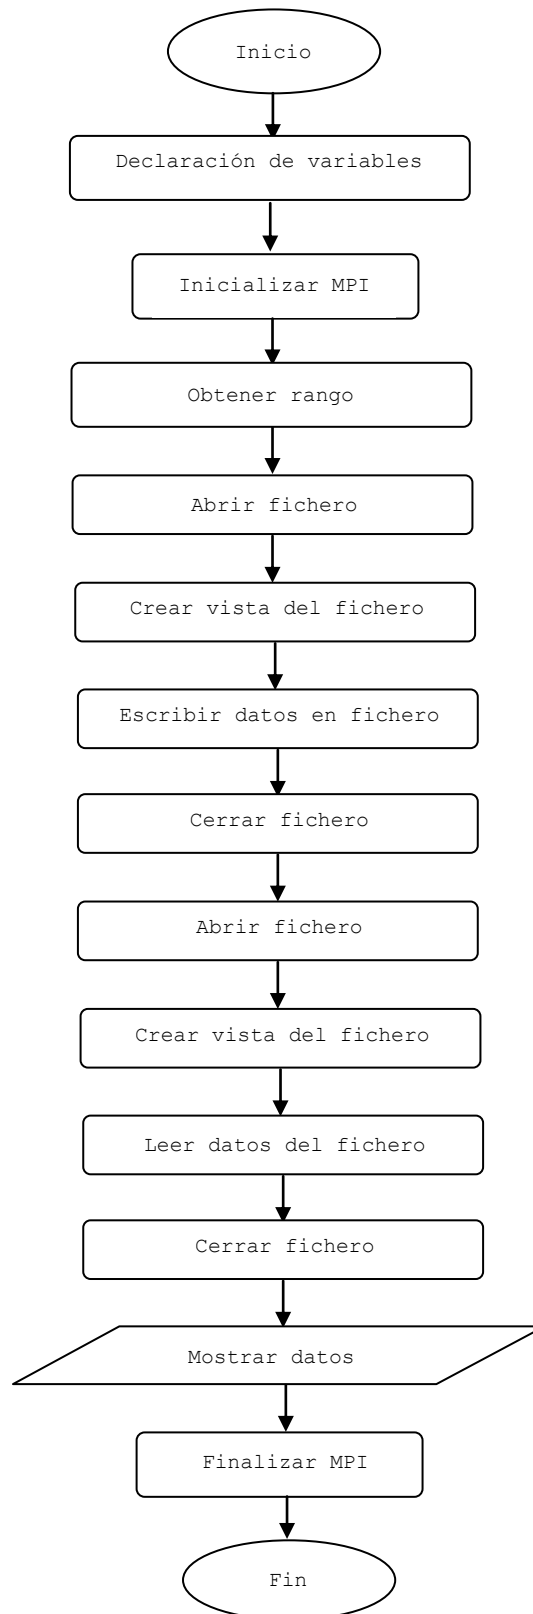 Inicio
Declaración de variables
Inicializar MPI
Obtener rango
Abrir fichero
Crear vista del fichero
Escribir datos en fichero
Cerrar fichero
Abrir fichero
Crear vista del fichero
Leer datos del fichero
Cerrar fichero
Mostrar datos
Finalizar MPI
Fin